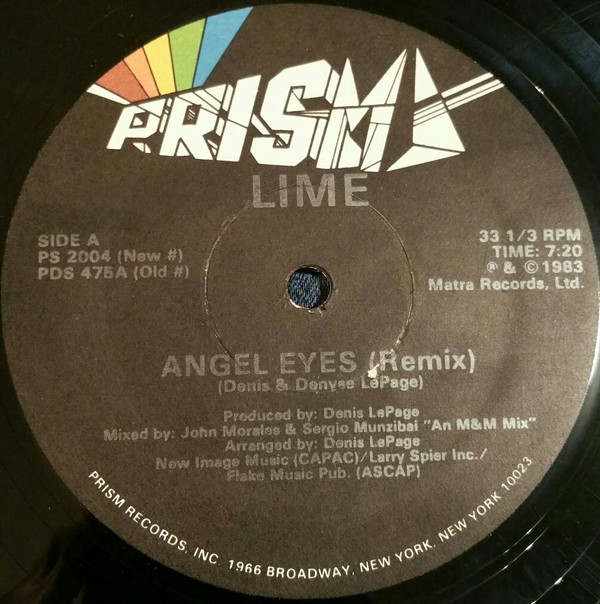 PRISM
LIME
SIDE A
PS 2004 (New #)
PDS 475A (Old #)
33 1/3 RPM
TIME: 7:20
℗ & © 1983
Matra Records, Ltd.
ANGEL EYES (Remix)
(Denis & Denyse LePage)
Produced by: Denis LePage
Mixed by: John Morales & Sergio Munzibai "An M&M Mix"
Arranged by: Denis LePage
New Image Music (CAPAC)/Larry Spier Inc./
Flake Music Pub. (ASCAP)
PRISM RECORDS, INC. 1966 BROADWAY, NEW YORK, NEW YORK 10023